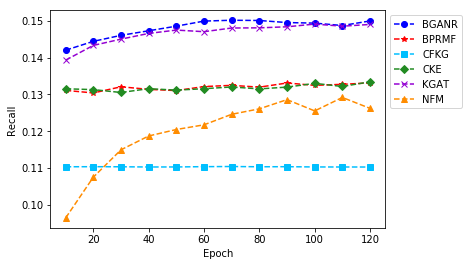 0.15
0.14
0.13
0.12
0.11
0.10
Recall
20
40
60
80
100
120
Epoch
BGANR
BPRMF
CFKG
CKE
KGAT
NFM